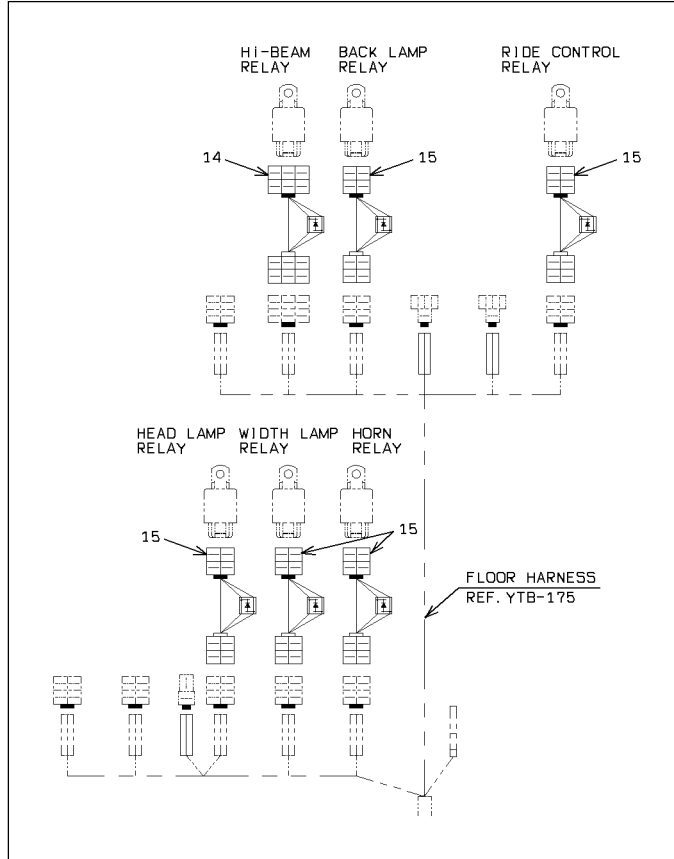 Hi-BEAM RELAY
BACK LAMP RELAY
RIDE CONTROL RELAY
14
15
15
HEAD LAMP RELAY
WIDTH LAMP RELAY
HORN RELAY
15
15
FLOOR HARNESS
REF. YTB-175